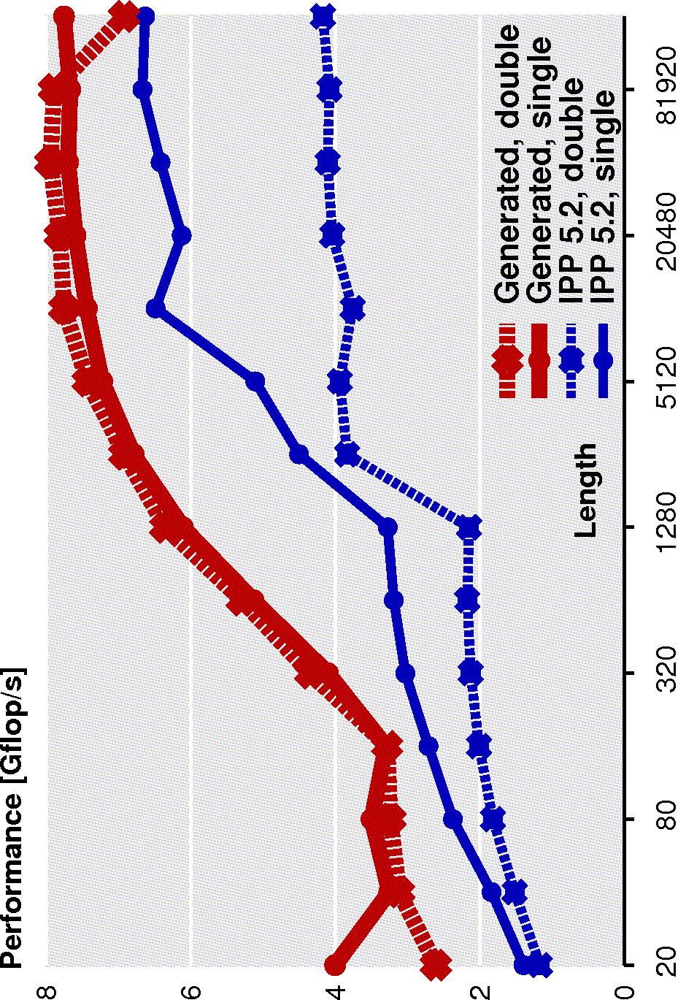 Performance [Gflop/s]
8
6
4
2
0
Generated, double
Generated, single
IPP 5.2, double
IPP 5.2, single
Length
20
80
320
1280
5120
20480
81920